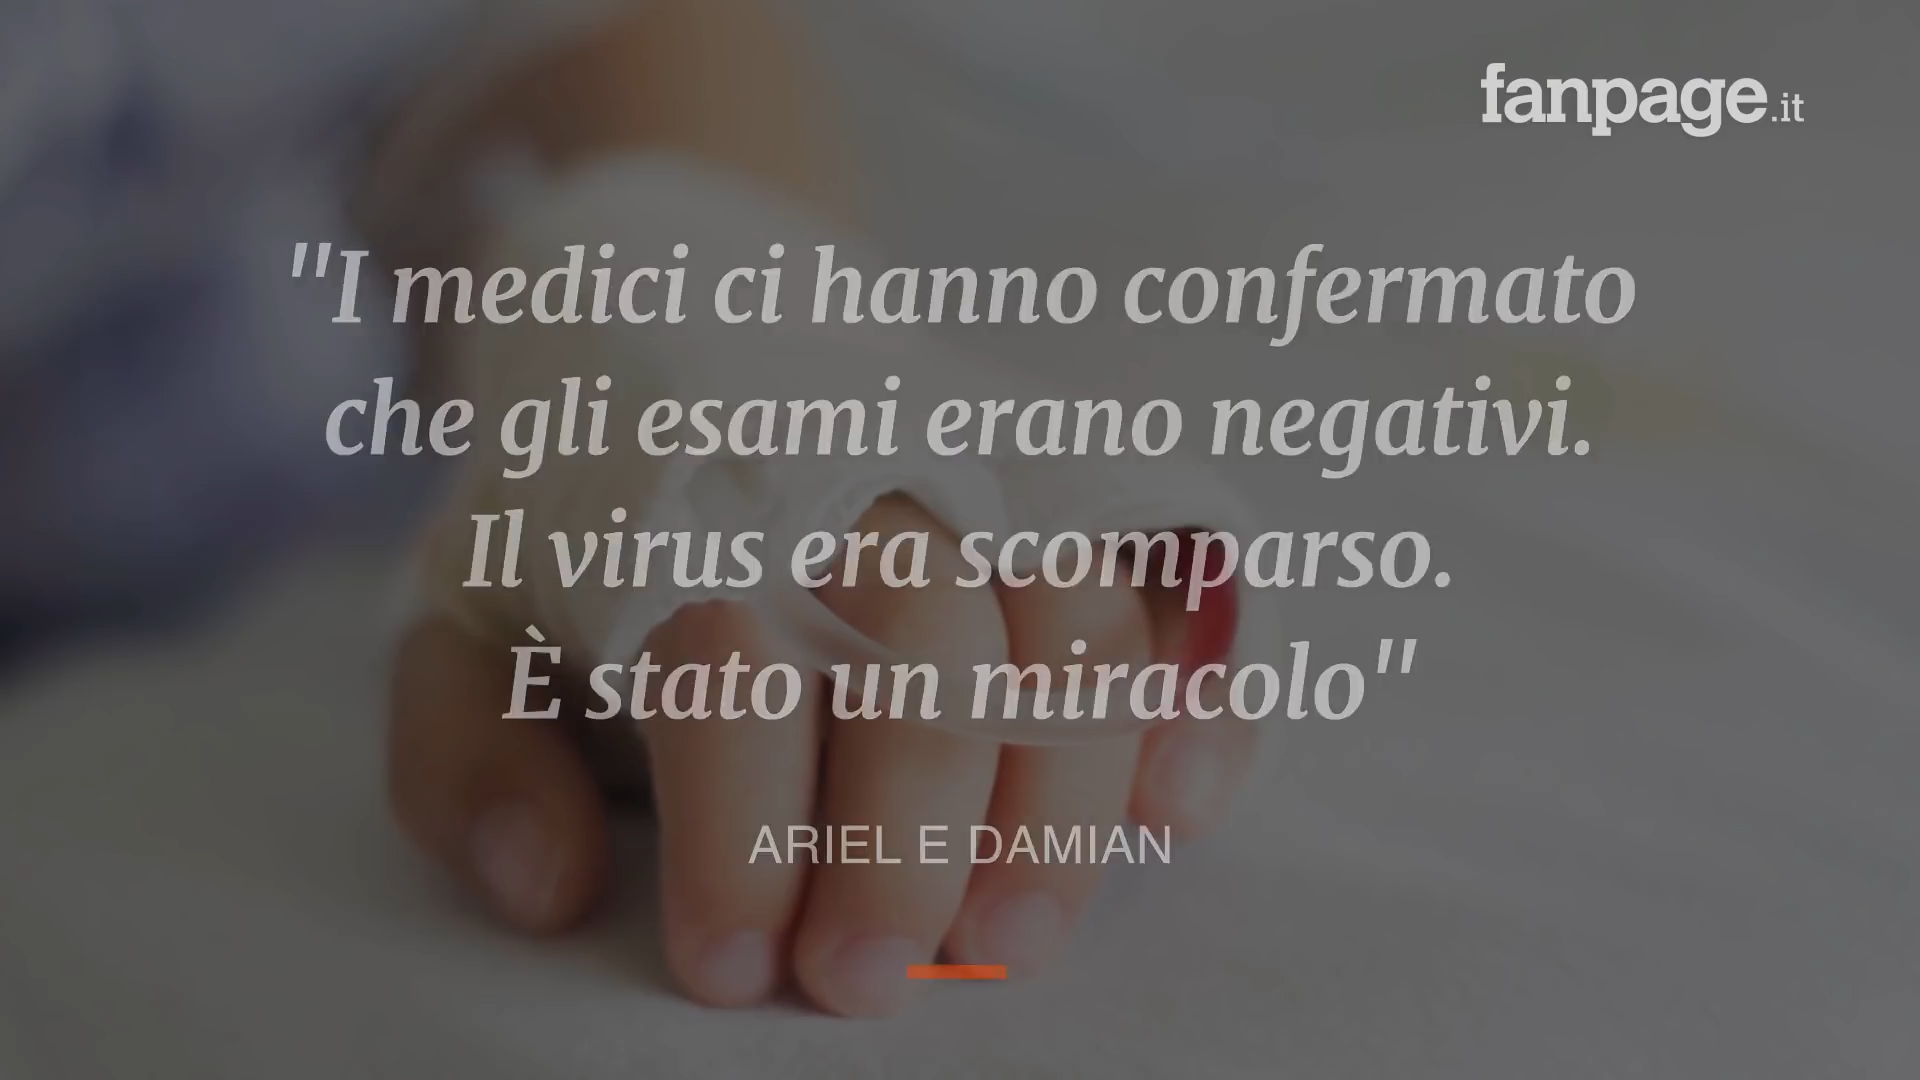 fanpage.it
"I medici ci hanno confermato
che gli esami erano negativi.
Il virus era scomparso.
È stato un miracolo"
ARIEL E DAMIAN